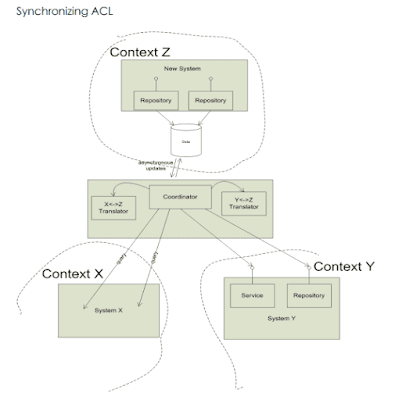 Synchronizing ACL
Context Z
New System
Repository
Repository
Data
asynchronous
updates
Coordinator
X<->Z
Translator
Y<->Z
Translator
query
query
Context X
System X
Context Y
Service
Repository
System Y